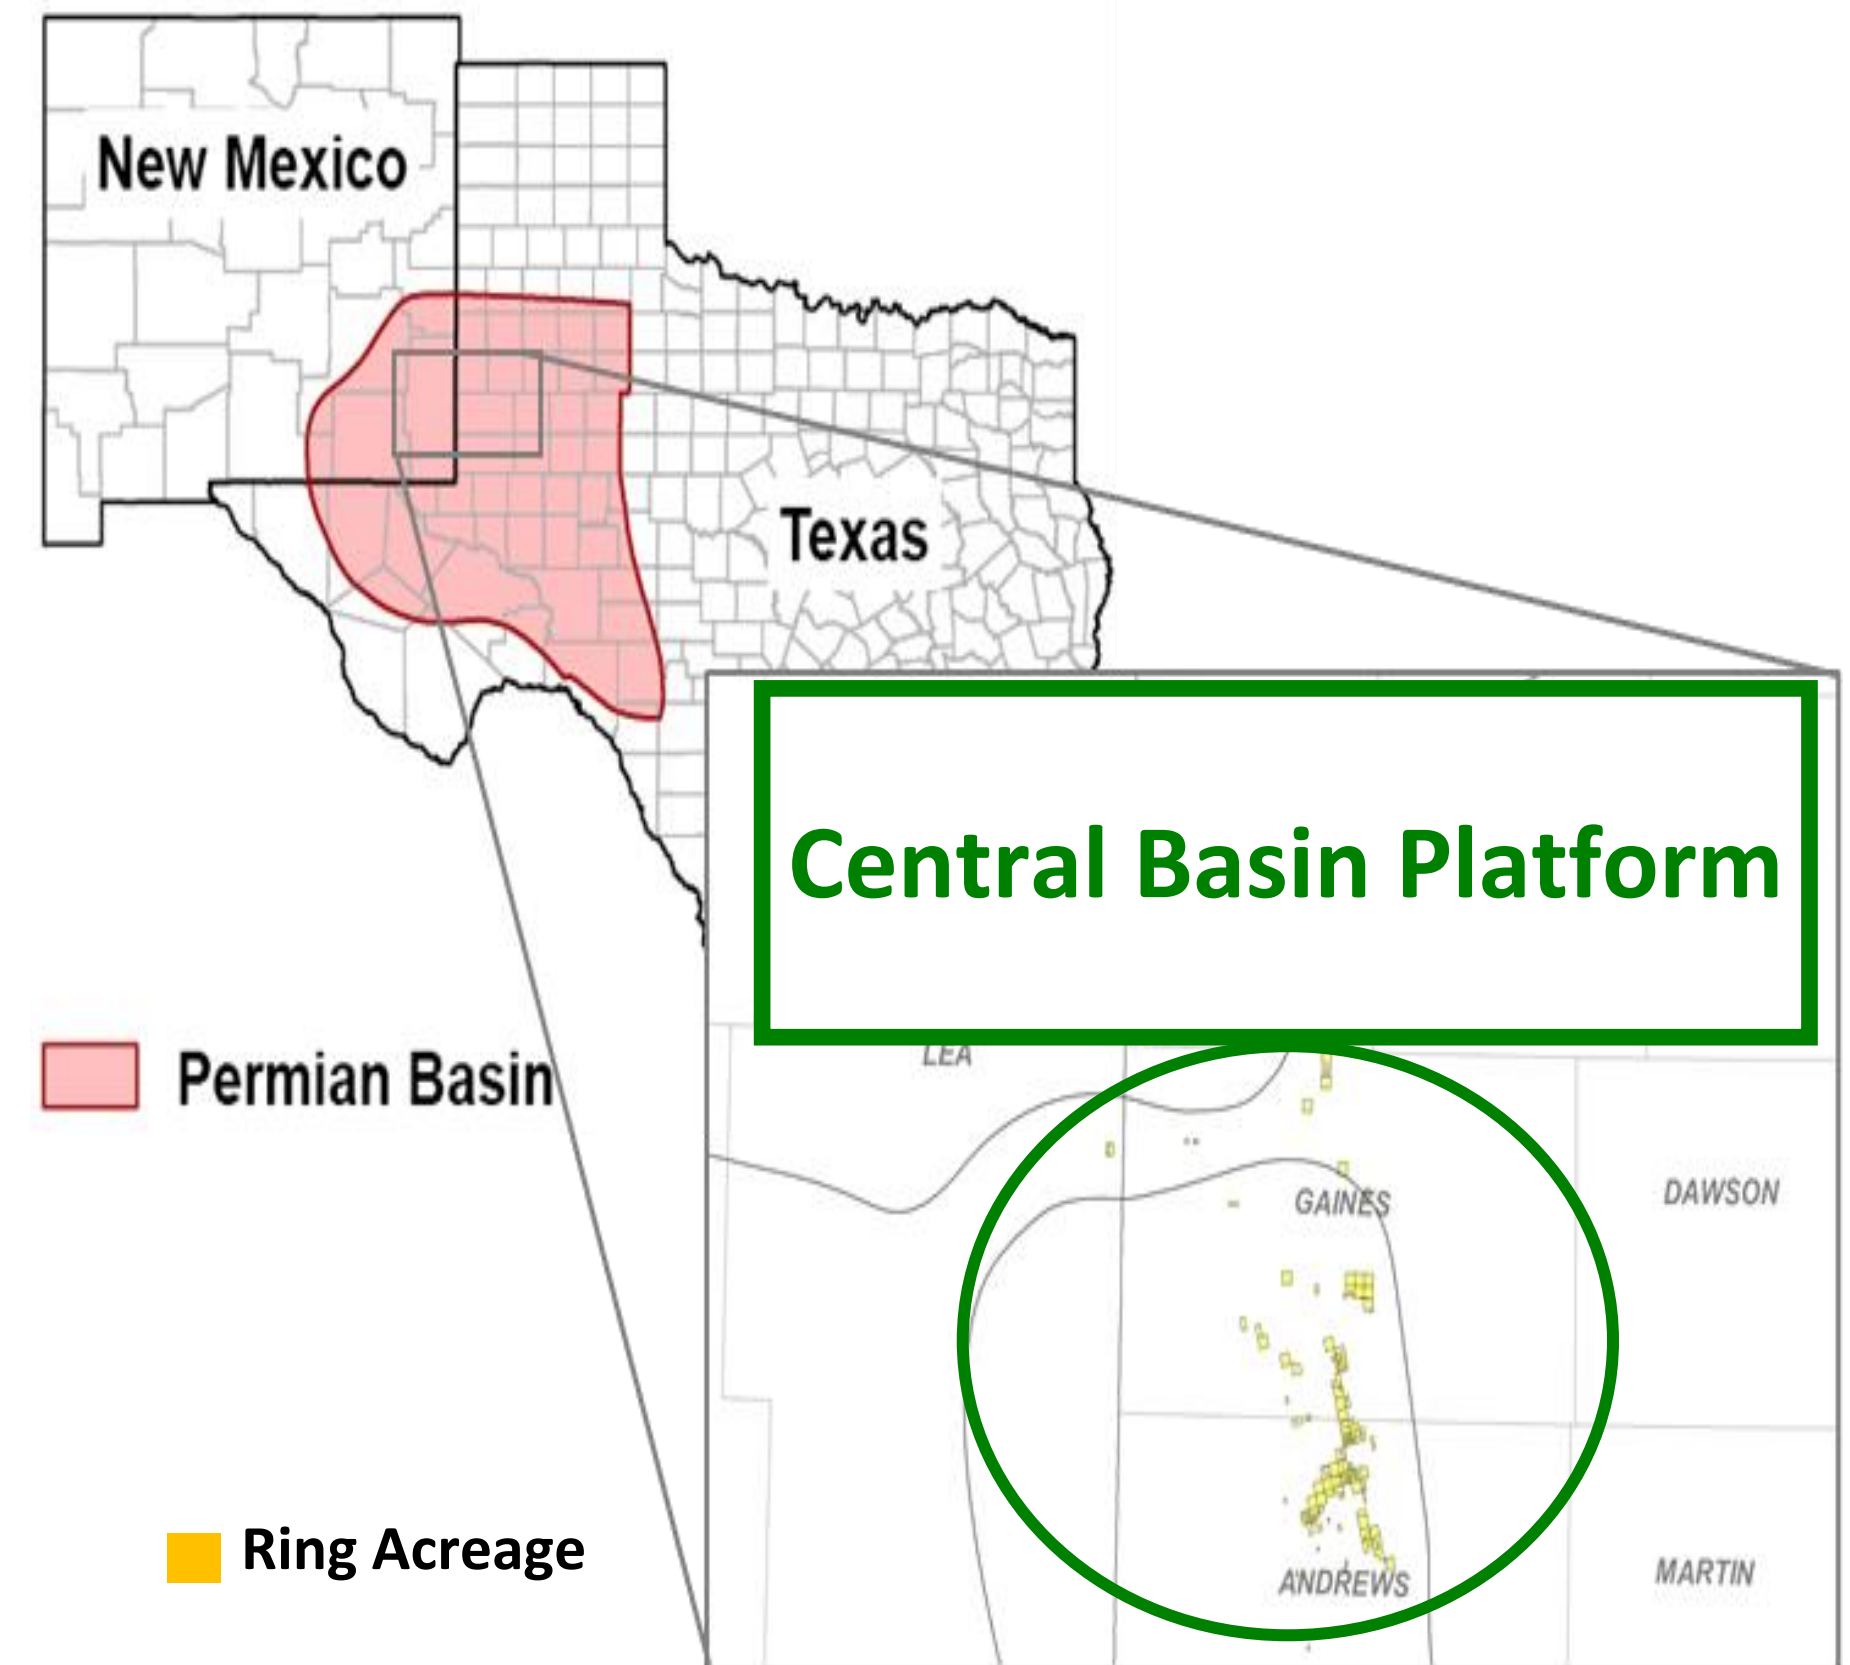 New Mexico
Texas
Central Basin Platform
Permian Basin
LEA
GAINES
DAWSON
Ring Acreage
ANDREWS
MARTIN